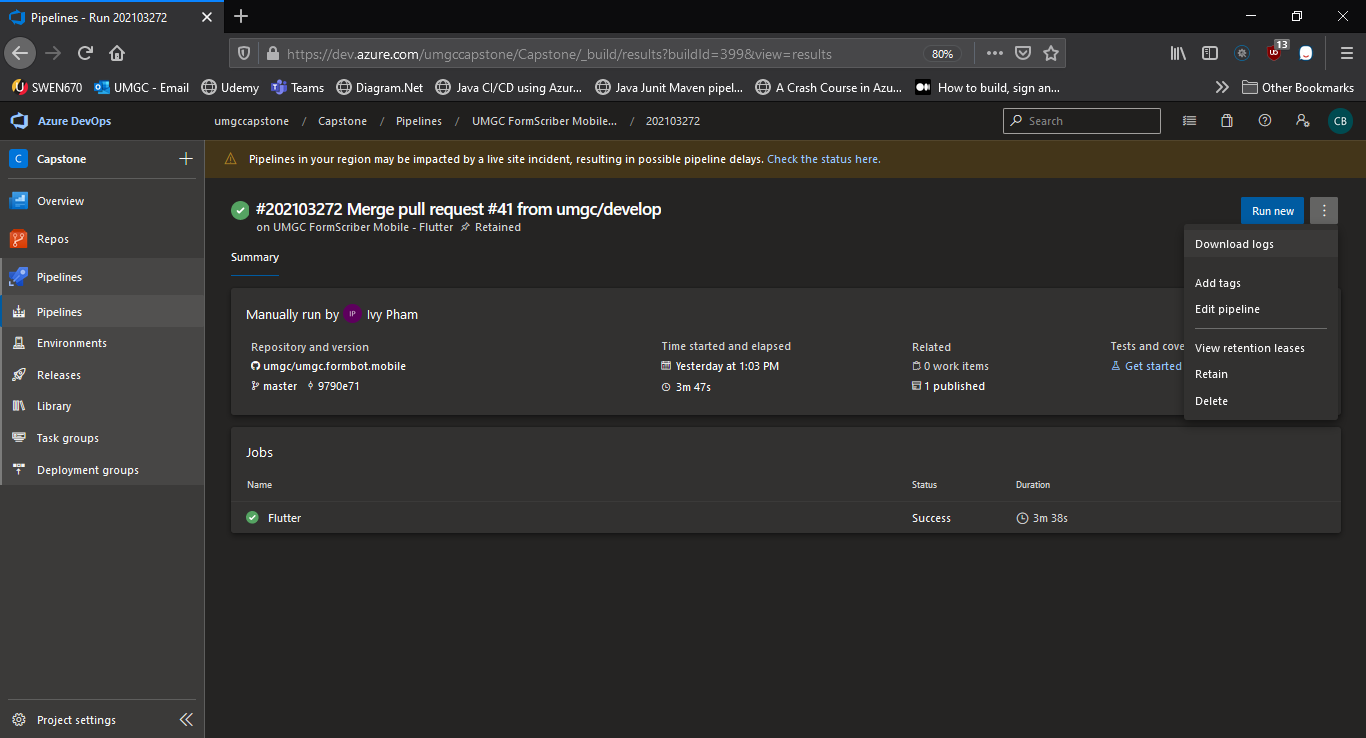 Pipelines - Run 202103272
https://dev.azure.com/umgccapstone/Capstone/_build/results?buildId=399&view=results
80%
13
SWEN670
UMGC - Email
Udemy
Teams
Diagram.Net
Java CI/CD using Azur...
Java Junit Maven pipel...
A Crash Course in Azu...
How to build, sign an...
Other Bookmarks
Azure DevOps
umgccapstone / Capstone / Pipelines / UMGC FormScriber Mobile... / 202103272
Search
CB
C
Capstone
Pipelines in your region may be impacted by a live site incident, resulting in possible pipeline delays. Check the status here.
Overview
Repos
Pipelines
Pipelines
Environments
Releases
Library
Task groups
Deployment groups
Project settings
#202103272 Merge pull request #41 from umgc/develop
on UMGC FormScriber Mobile - Flutter
Retained
Run new
Summary
Download logs
Add tags
Edit pipeline
View retention leases
Retain
Delete
Manually run by IP Ivy Pham
Repository and version
umgc/umgc.formbot.mobile
master 9790e71
Time started and elapsed
Yesterday at 1:03 PM
3m 47s
Related
0 work items
1 published
Tests and cove
Get started
Jobs
Name Status Duration
Flutter Success 3m 38s